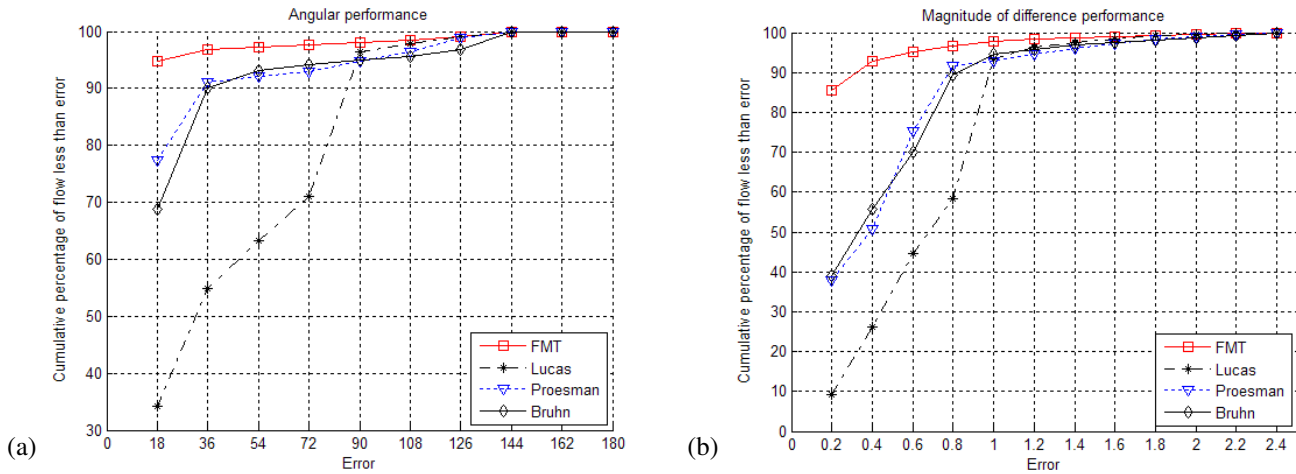 Angular performance
Cumulative percentage of flow less than error
100
90
80
70
60
50
40
30
0 18 36 54 72 90 108 126 144 162 180
Error
FMT
Lucas
Proesman
Bruhn
(a)
Magnitude of difference performance
Cumulative percentage of flow less than error
100
90
80
70
60
50
40
30
20
10
0
0 0.2 0.4 0.6 0.8 1 1.2 1.4 1.6 1.8 2 2.2 2.4
Error
FMT
Lucas
Proesman
Bruhn
(b)